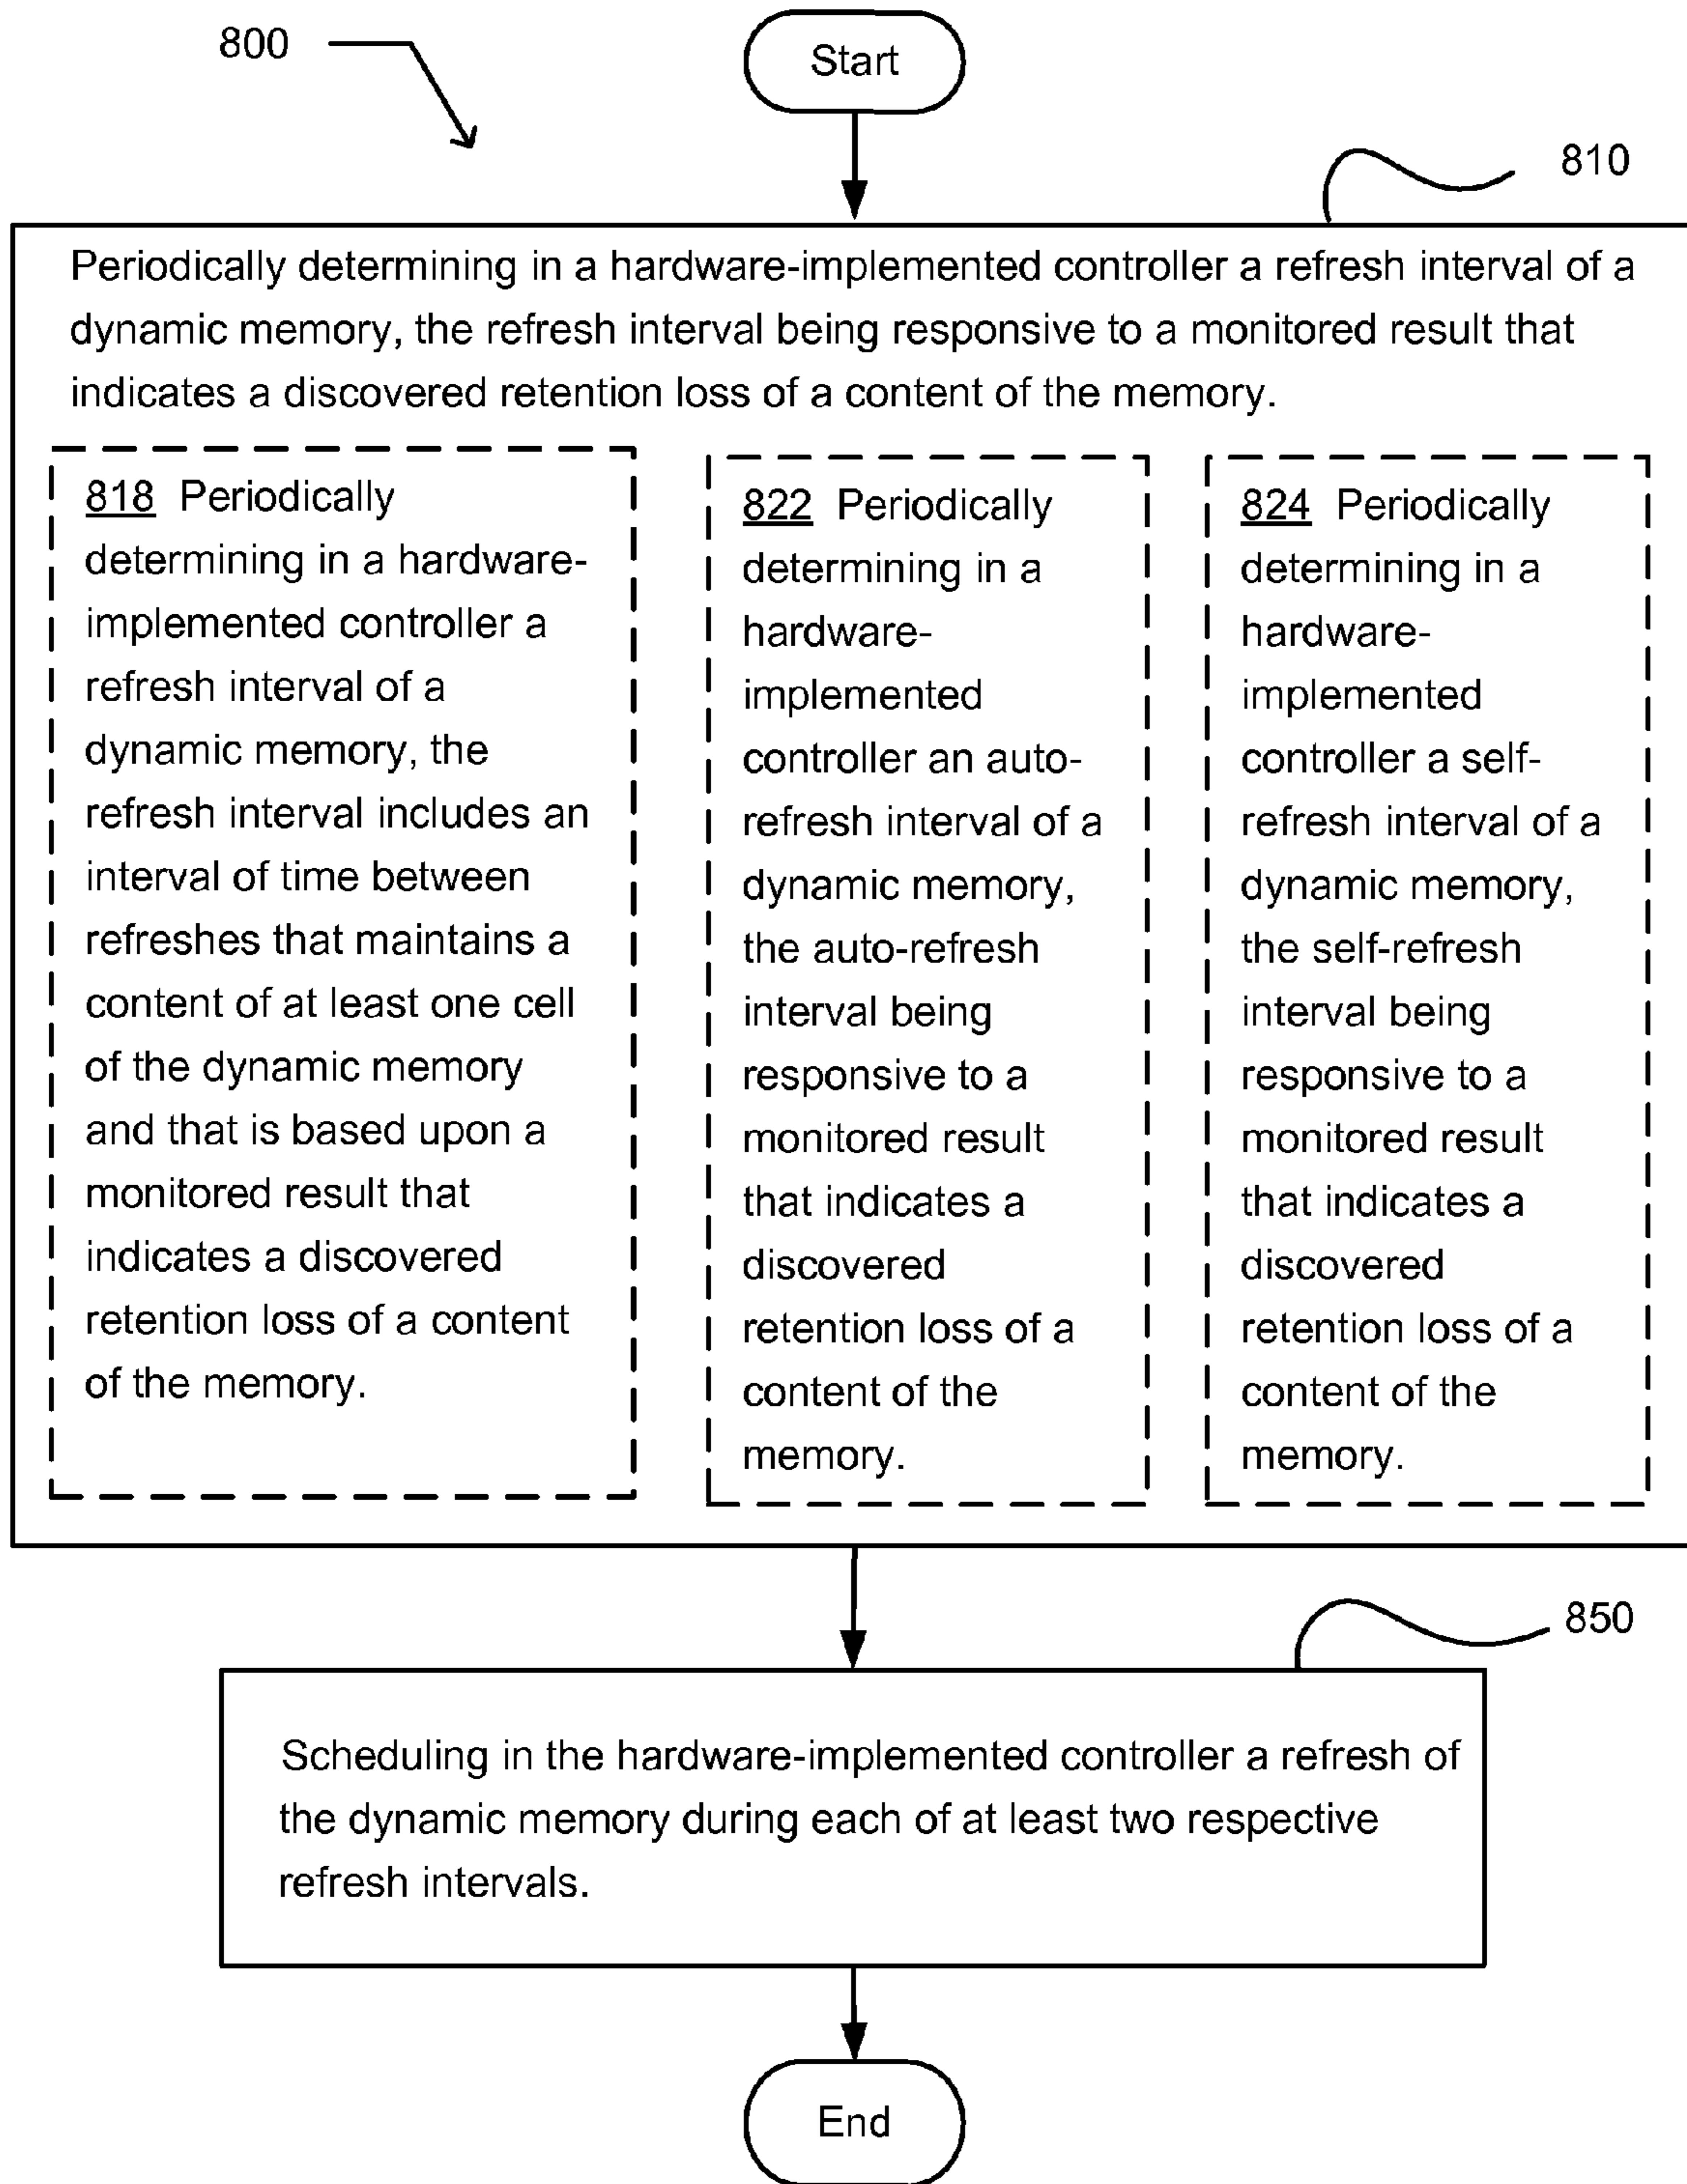 800
Start
810
Periodically determining in a hardware-implemented controller a refresh interval of a
dynamic memory, the refresh interval being responsive to a monitored result that
indicates a discovered retention loss of a content of the memory.
818 Periodically
determining in a hardware-
implemented controller a
refresh interval of a
dynamic memory, the
refresh interval includes an
interval of time between
refreshes that maintains a
content of at least one cell
of the dynamic memory
and that is based upon a
monitored result that
indicates a discovered
retention loss of a content
of the memory.
822 Periodically
determining in a
hardware-
implemented
controller an auto-
refresh interval of a
dynamic memory,
the auto-refresh
interval being
responsive to a
monitored result
that indicates a
discovered
retention loss of a
content of the
memory.
824 Periodically
determining in a
hardware-
implemented
controller a self-
refresh interval of a
dynamic memory,
the self-refresh
interval being
responsive to a
monitored result
that indicates a
discovered
retention loss of a
content of the
memory.
850
Scheduling in the hardware-implemented controller a refresh of
the dynamic memory during each of at least two respective
refresh intervals.
End